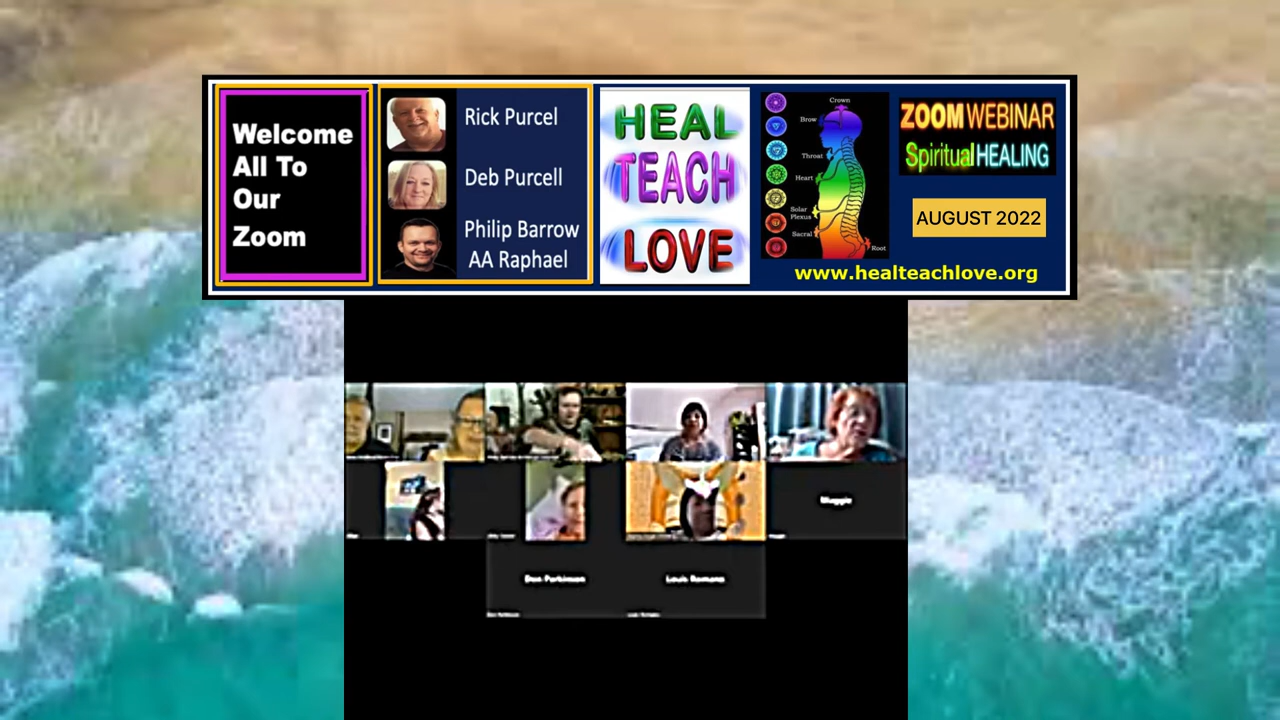 Welcome
All To
Our
Zoom
Rick Purcel
Deb Purcell
Philip Barrow
AA Raphael
HEAL
TEACH
LOVE
Crown
Brow
Throat
Heart
Solar
Plexus
Sacral
Root
ZOOM WEBINAR
Spiritual HEALING
AUGUST 2022
www.healteachlove.org
Maggie
Don Parkinson
Louis Romano